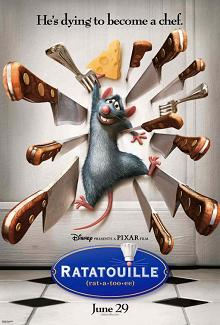 He's dying to become a chef.
DISNEY PRESENTS A PIXAR FILM
RATATOUILLE
(rat·a·too·ee)
June 29